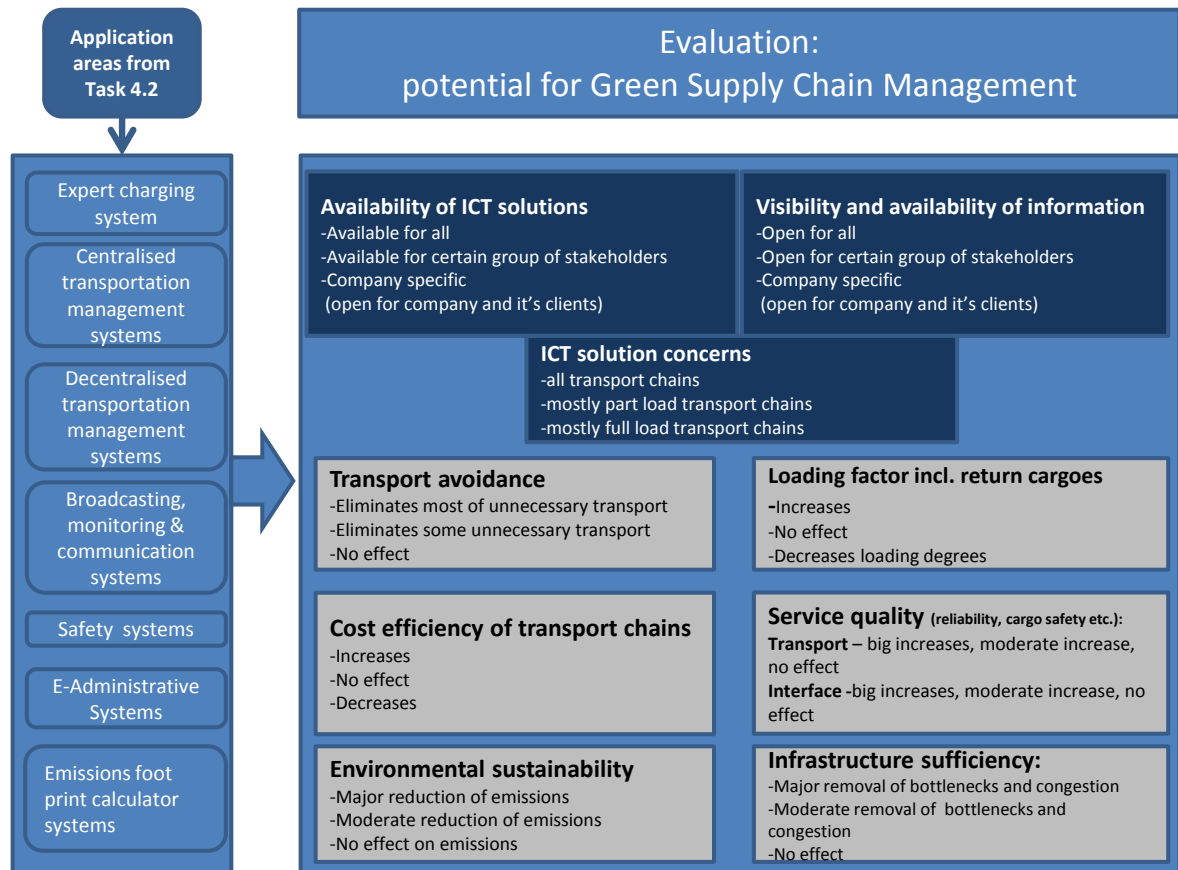 Application
areas from
Task 4.2
Evaluation:
potential for Green Supply Chain Management
Expert charging
system
Centralised
transportation
management
systems
Decentralised
transportation
management
systems
Broadcasting,
monitoring &
communication
systems
Safety systems
E-Administrative
Systems
Emissions foot
print calculator
systems
Availability of ICT solutions
-Available for all
-Available for certain group of stakeholders
-Company specific
(open for company and it's clients)
Visibility and availability of information
-Open for all
-Open for certain group of stakeholders
-Company specific
(open for company and it's clients)
ICT solution concerns
-all transport chains
-mostly part load transport chains
-mostly full load transport chains
Transport avoidance
-Eliminates most of unnecessary transport
-Eliminates some unnecessary transport
-No effect
Loading factor incl. return cargoes
-Increases
-No effect
-Decreases loading degrees
Cost efficiency of transport chains
-Increases
-No effect
-Decreases
Service quality (reliability, cargo safety etc.):
Transport – big increases, moderate increase,
no effect
Interface -big increases, moderate increase, no
effect
Environmental sustainability
-Major reduction of emissions
-Moderate reduction of emissions
-No effect on emissions
Infrastructure sufficiency:
-Major removal of bottlenecks and congestion
-Moderate removal of bottlenecks and
congestion
-No effect